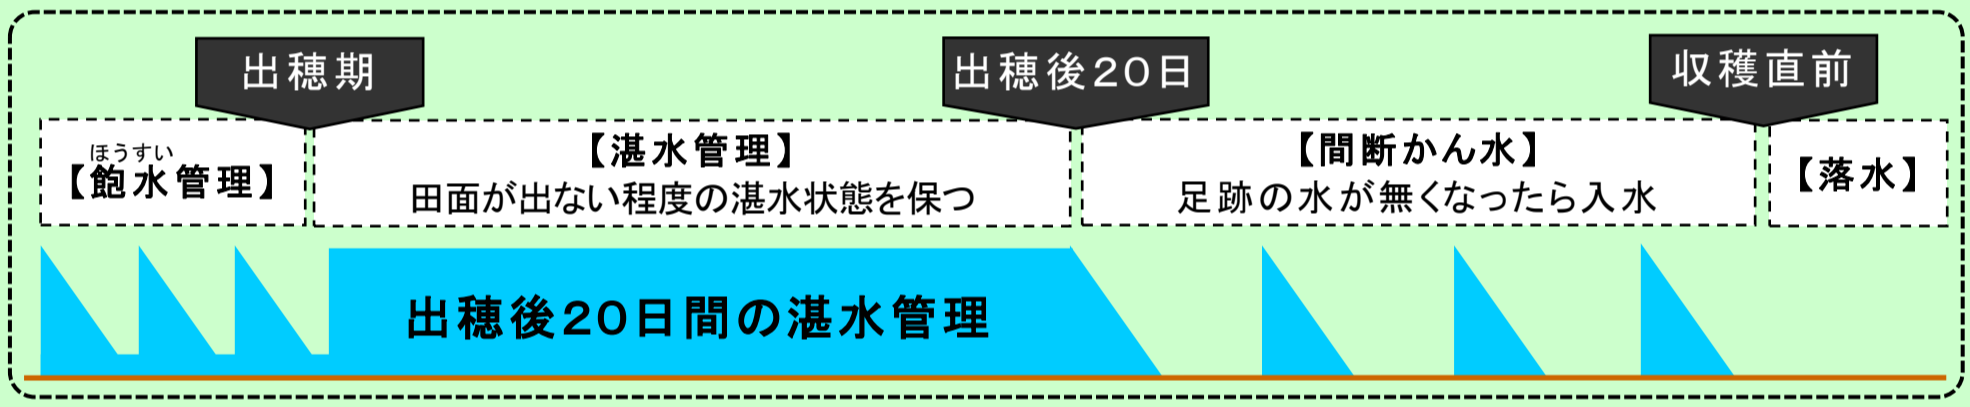 出穂期
出穂後20日
収穫直前
ほうすい
【飽水管理】
【湛水管理】
田面が出ない程度の湛水状態を保つ
【間断かん水】
足跡の水が無くなったら入水
【落水】
出穂後20日間の湛水管理